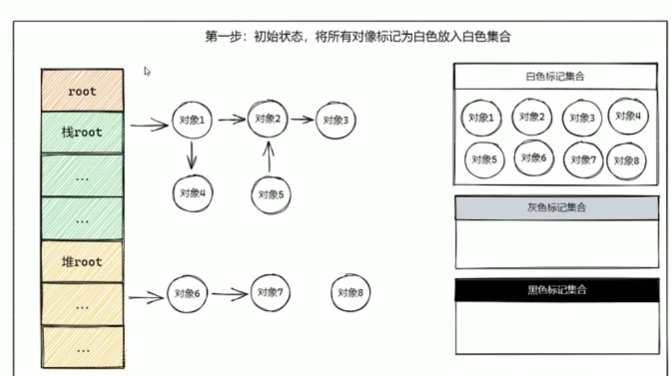 第一步：初始状态，将所有对像标记为白色放入白色集合
root
栈root
...
...
堆root
...
...
对象1
对象2
对象3
对象4
对象5
对象6
对象7
对象8
白色标记集合
对象1
对象2
对象3
对象4
对象5
对象6
对象7
对象8
灰色标记集合
黑色标记集合